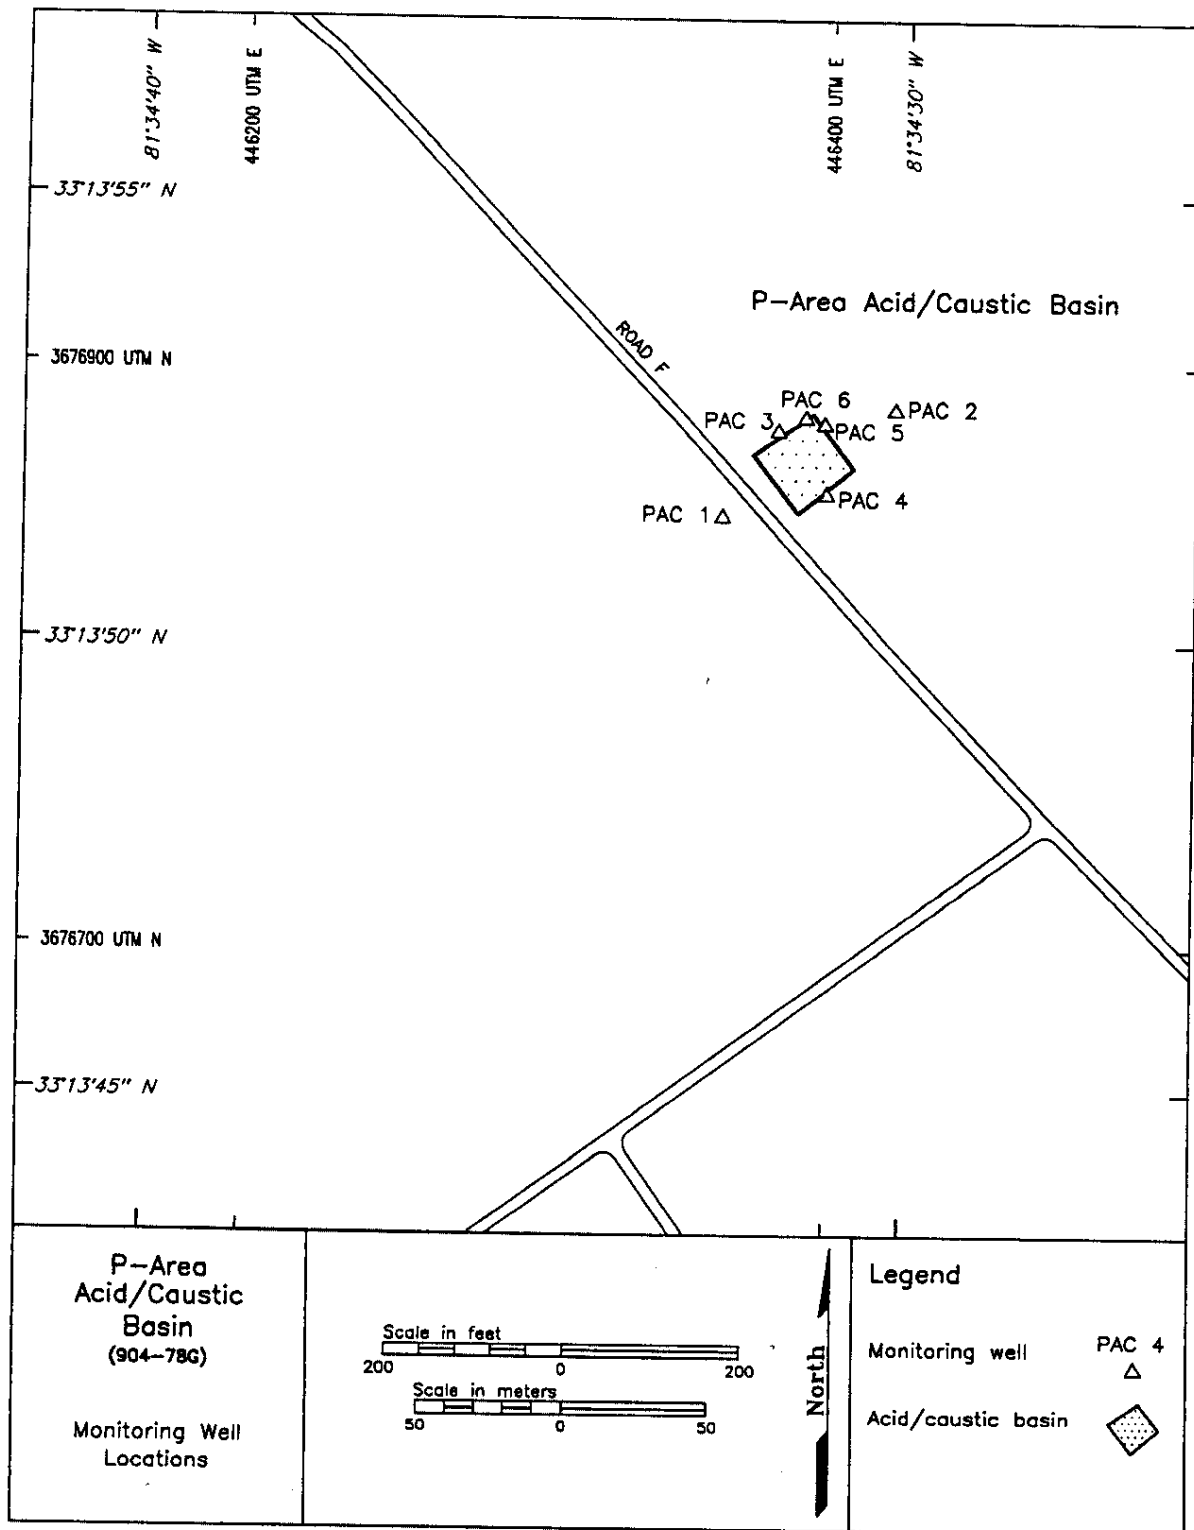 81°34'40" W
446200 UTM E
446400 UTM E
81°34'30" W
33°13'55" N
P-Area Acid/Caustic Basin
ROAD F
3676900 UTM N
PAC 6
PAC 2
PAC 3
PAC 5
PAC 4
PAC 1
33°13'50" N
3676700 UTM N
33°13'45" N
P-Area
Acid/Caustic
Basin
(904-78G)
Monitoring Well
Locations
Scale in feet
200 0 200
Scale in meters
50 0 50
North
Legend
Monitoring well
PAC 4
Acid/caustic basin